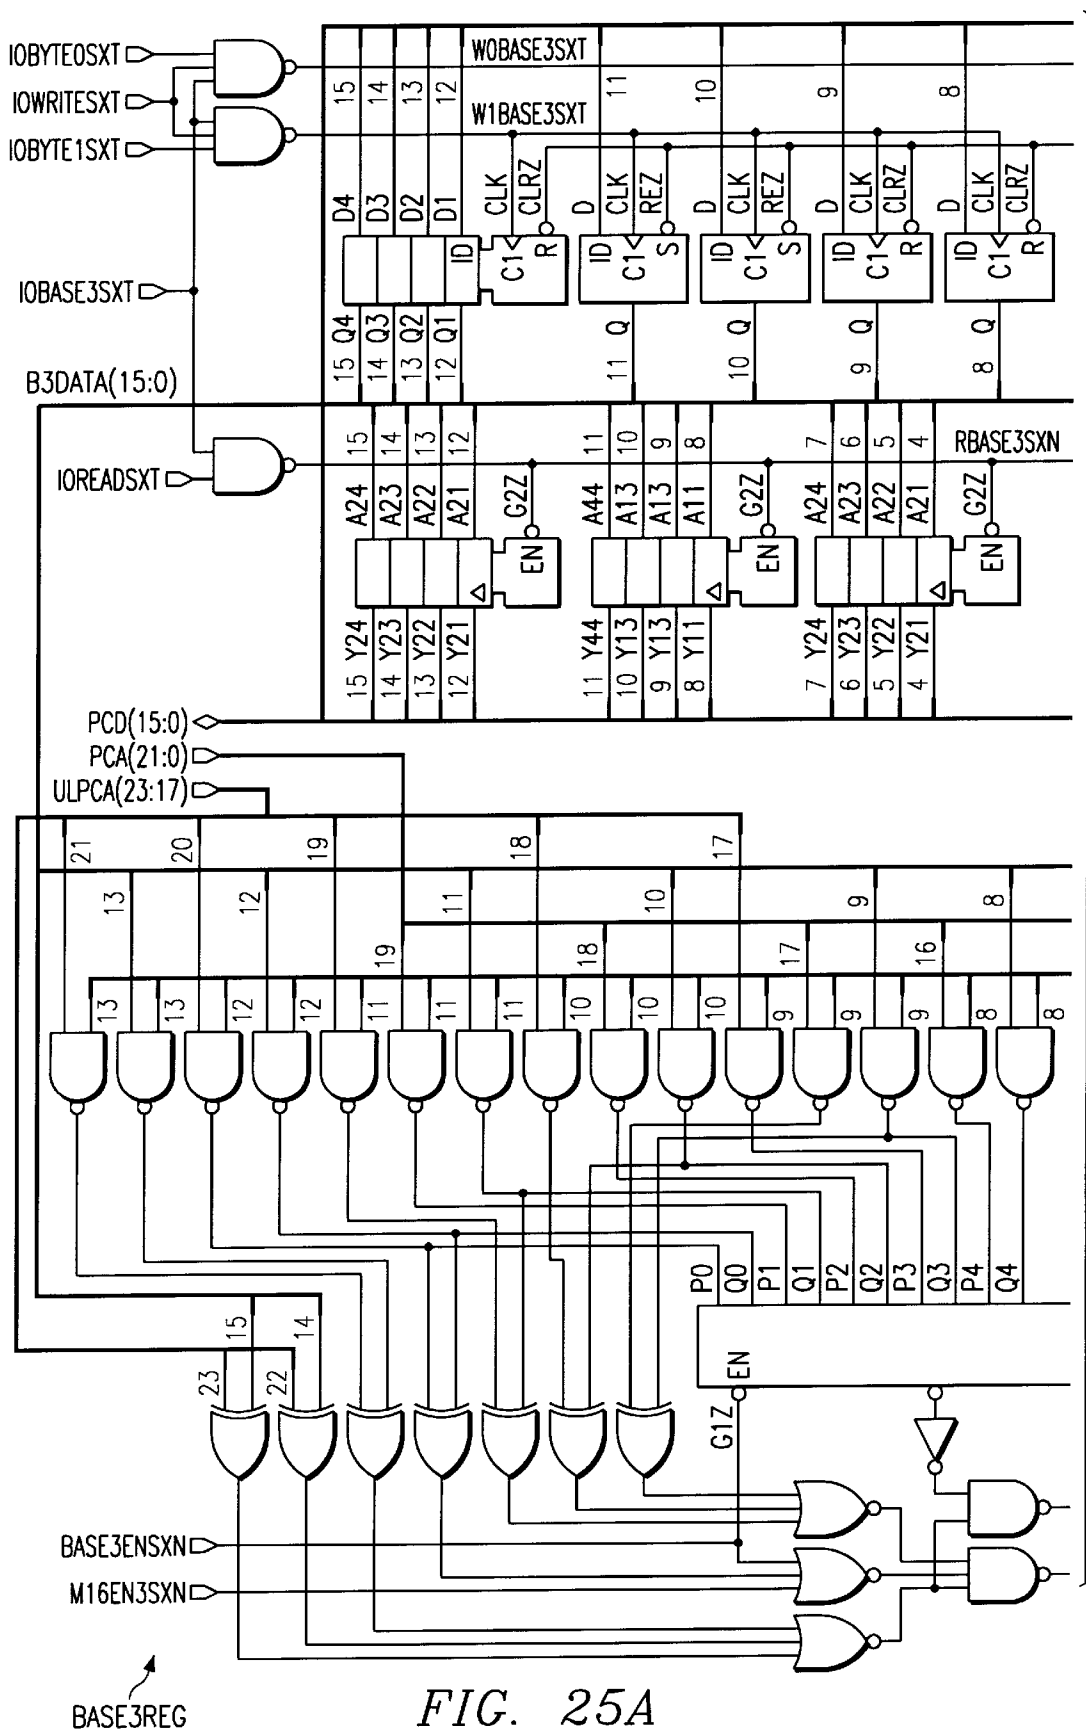 IOBYTE0SXT
IOWRITESXT
IOBYTE1SXT
W0BASE3SXT
W1BASE3SXT
15 14 13 12 11 10 9 8
D4 D3 D2 D1 CLK CLRZ D CLK REZ D CLK REZ D CLK CLRZ D CLK CLRZ
ID C1 R ID C1 S ID C1 S ID C1 R ID C1 R
IOBASE3SXT
15 Q4 14 Q3 13 Q2 12 Q1 11 Q 10 Q 9 Q 8 Q
B3DATA(15:0)
15 14 13 12 11 10 9 8 7 6 5 4
RBASE3SXN
IOREADSXT
A24 A23 A22 A21 G2Z A44 A13 A13 A11 G2Z A24 A23 A22 A21 G2Z
EN EN EN
15 Y24 14 Y23 13 Y22 12 Y21 11 Y44 10 Y13 9 Y13 8 Y11 7 Y24 6 Y23 5 Y22 4 Y21
PCD(15:0)
PCA(21:0)
ULPCA(23:17)
21 20 19 18 17
13 12 11 10 9 8
19 18 17 16
13 13 12 12 11 11 11 10 10 10 9 9 9 8 8
P0 Q0 P1 Q1 P2 Q2 P3 Q3 P4 Q4
15 14
EN
23 22
G1Z
BASE3ENSXN
M16EN3SXN
BASE3REG
FIG. 25A